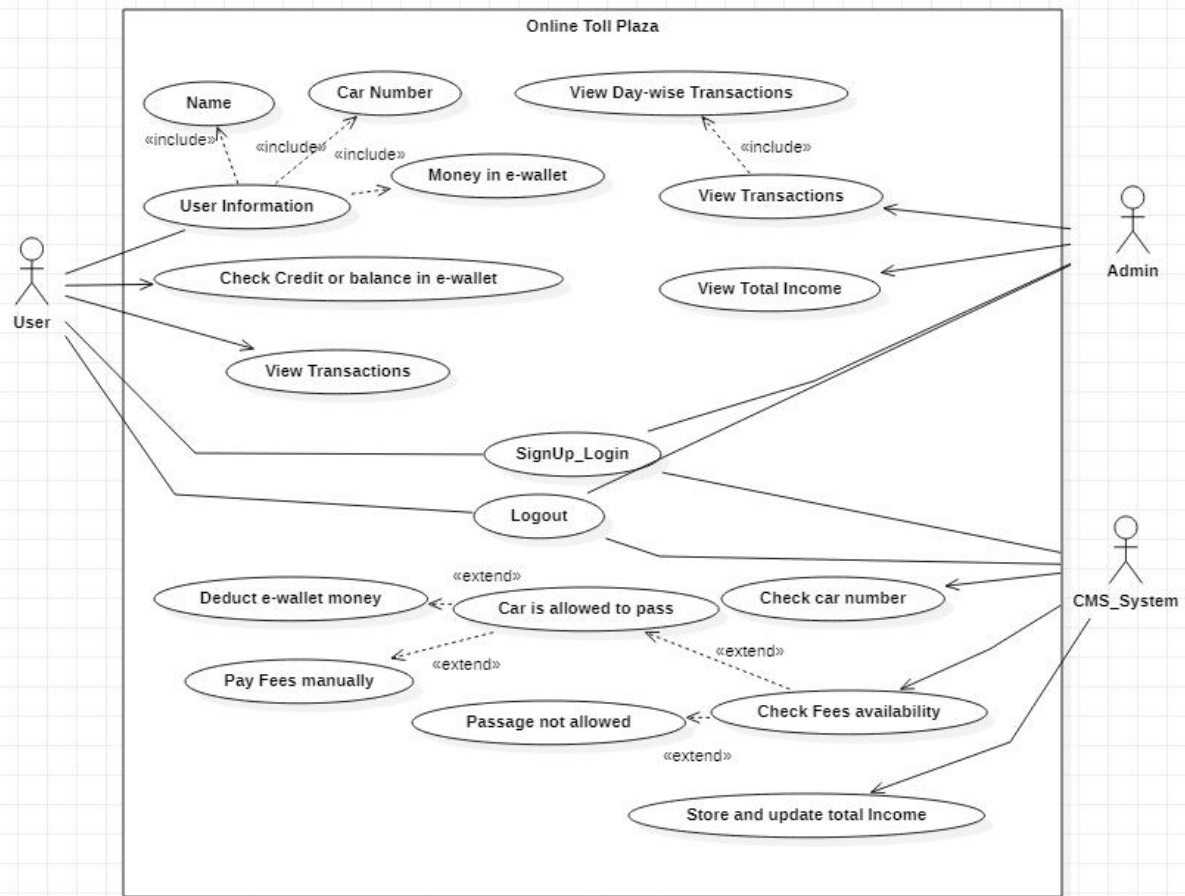 Online Toll Plaza
Name
Car Number
View Day-wise Transactions
«include»
«include»
«include»
«include»
Money in e-wallet
User Information
View Transactions
Check Credit or balance in e-wallet
View Total Income
Admin
User
View Transactions
SignUp_Login
Logout
«extend»
Deduct e-wallet money
Car is allowed to pass
Check car number
CMS_System
«extend»
«extend»
Pay Fees manually
Passage not allowed
Check Fees availability
«extend»
Store and update total Income